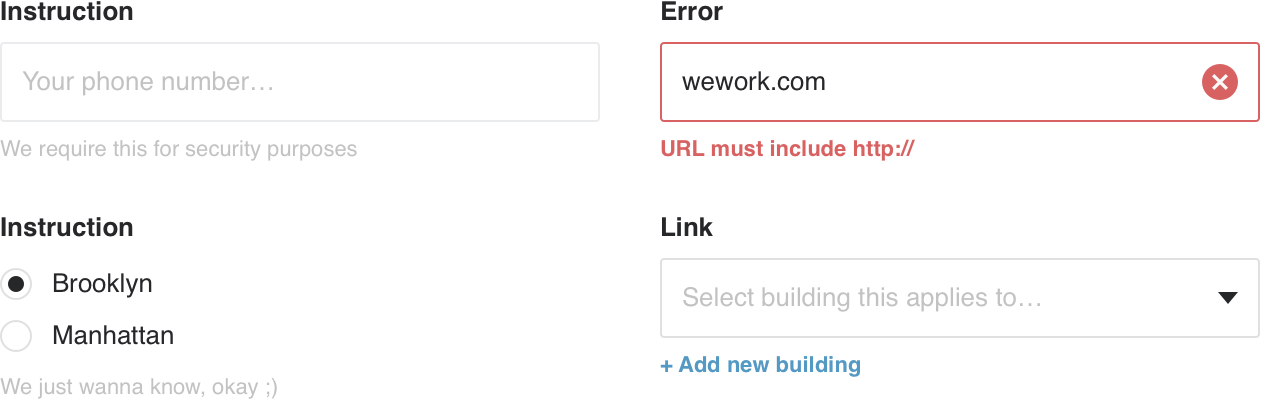 Instruction
Your phone number…
We require this for security purposes
Error
wework.com
URL must include http://
Instruction
Brooklyn
Manhattan
We just wanna know, okay ;)
Link
Select building this applies to…
+ Add new building